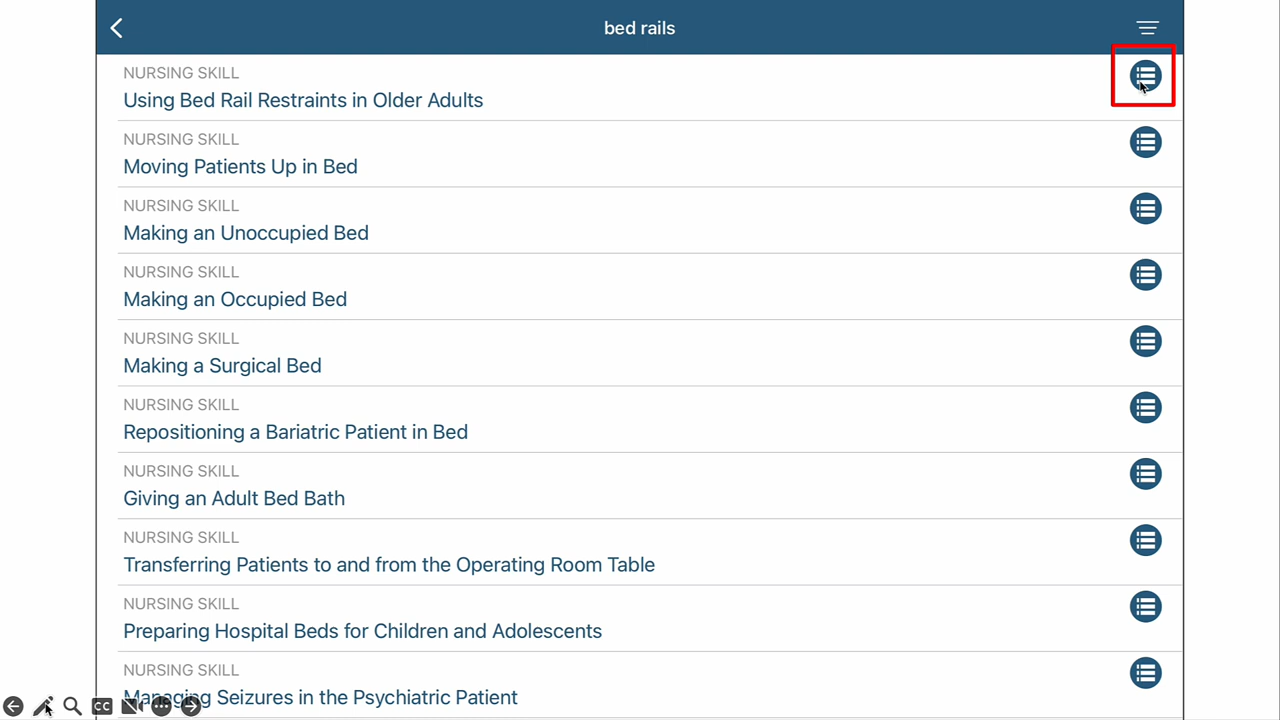 bed rails
NURSING SKILL
Using Bed Rail Restraints in Older Adults
NURSING SKILL
Moving Patients Up in Bed
NURSING SKILL
Making an Unoccupied Bed
NURSING SKILL
Making an Occupied Bed
NURSING SKILL
Making a Surgical Bed
NURSING SKILL
Repositioning a Bariatric Patient in Bed
NURSING SKILL
Giving an Adult Bed Bath
NURSING SKILL
Transferring Patients to and from the Operating Room Table
NURSING SKILL
Preparing Hospital Beds for Children and Adolescents
NURSING SKILL
Managing Seizures in the Psychiatric Patient
CC